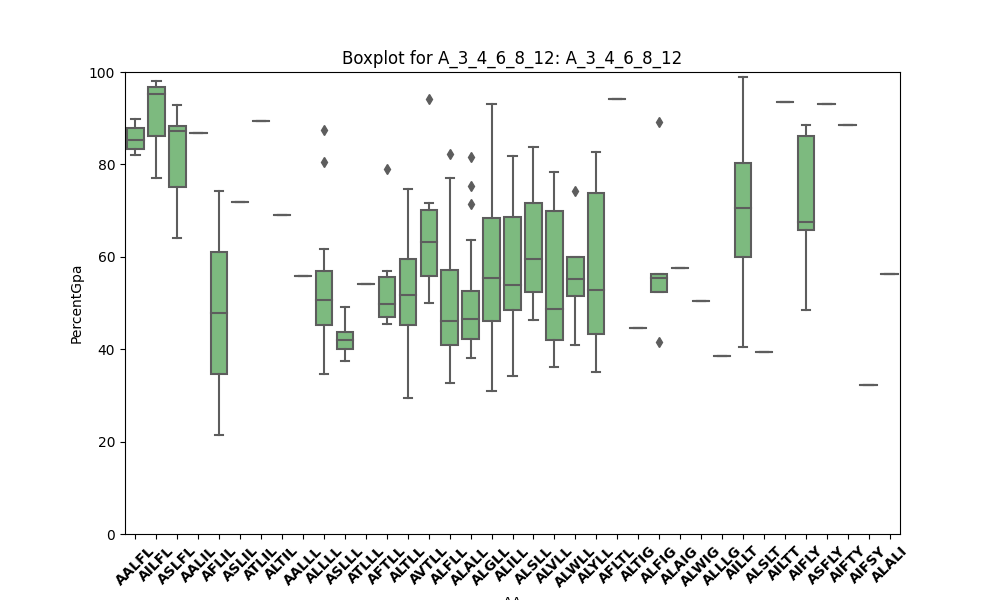 Boxplot for A_3_4_6_8_12: A_3_4_6_8_12
PercentGpa
100
80
60
40
20
0
AALFL
AILFL
ASLFL
AALIL
AFLIL
ASLIL
ATLIL
ALTIL
AALLL
ALLLL
ASLLL
ATLLL
AFTLL
ALTLL
AVTLL
ALFLL
ALALL
ALGLL
ALILL
ALSLL
ALVLL
ALWLL
ALYLL
AFLTL
ALTIG
ALFIG
ALAIG
ALWIG
ALLLG
AILLT
ALSLT
AILTT
AIFLY
ASFLY
AIFTY
AIFSY
ALALI